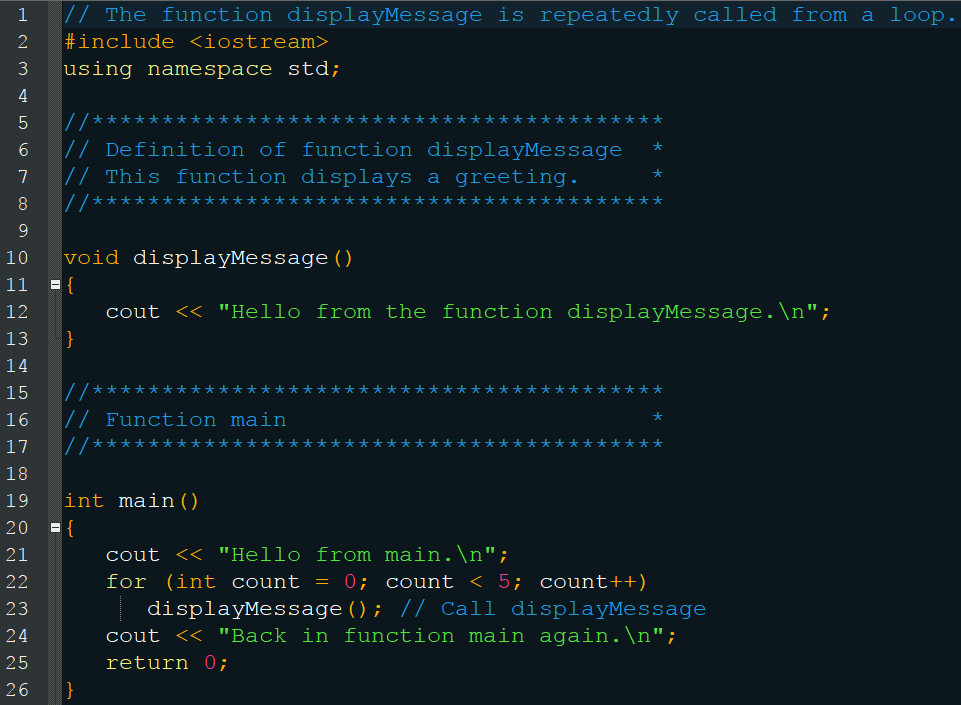 1 // The function displayMessage is repeatedly called from a loop.
2 #include <iostream>
3 using namespace std;
4
5 //*****************************************
6 // Definition of function displayMessage  *
7 // This function displays a greeting.     *
8 //*****************************************
9
10 void displayMessage()
11 {
12    cout << "Hello from the function displayMessage.\n";
13 }
14
15 //*****************************************
16 // Function main                          *
17 //*****************************************
18
19 int main()
20 {
21    cout << "Hello from main.\n";
22    for (int count = 0; count < 5; count++)
23       displayMessage(); // Call displayMessage
24    cout << "Back in function main again.\n";
25    return 0;
26 }